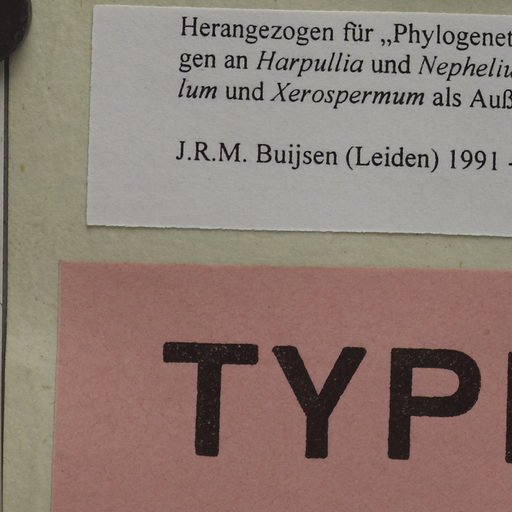 Herangezogen für „Phylogenet
gen an Harpullia und Nepheliu
lum und Xerospermum als Auß
J.R.M. Buijsen (Leiden) 1991 -
TYP